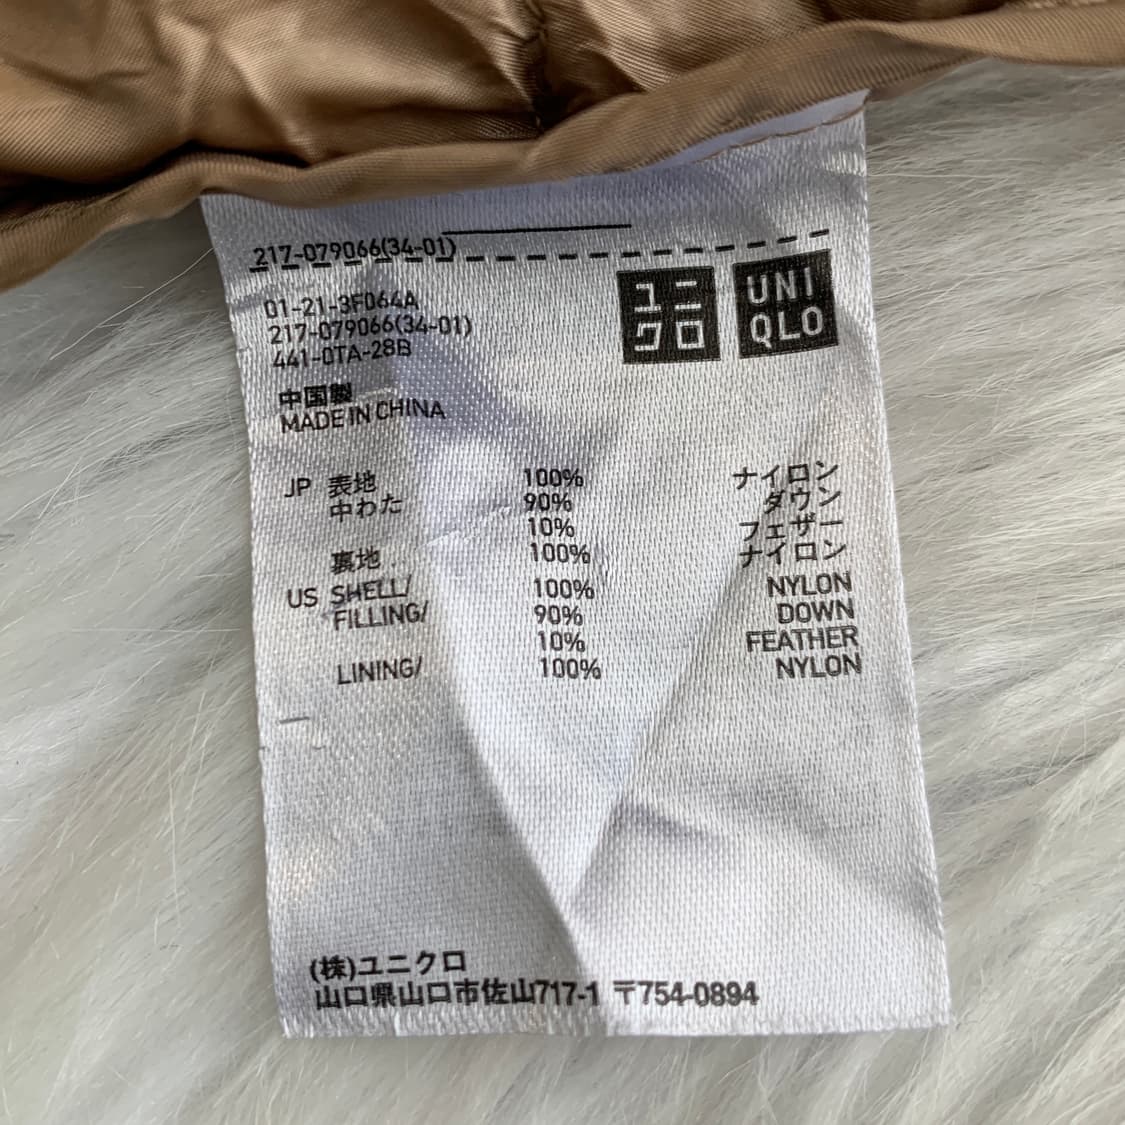 217-079066(34-01)
ユニ
クロ
UNI
QLO
01-21-3F064A
217-079066(34-01)
441-0TA-28B
中国製
MADE IN CHINA
JP 表地 100% ナイロン
中わた 90% ダウン
10% フェザー
裏地 100% ナイロン
US SHELL/ 100% NYLON
FILLING/ 90% DOWN
10% FEATHER
LINING/ 100% NYLON
(株)ユニクロ
山口県山口市佐山717-1 〒754-0894